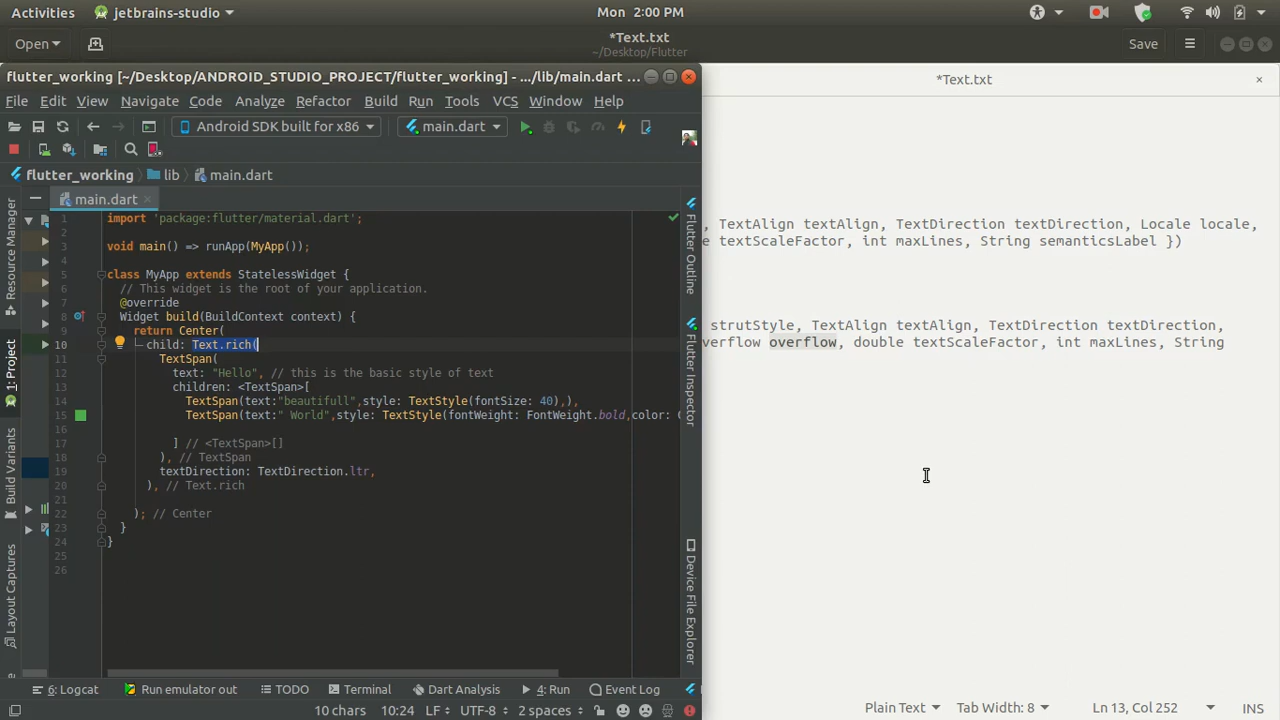 Activities jetbrains-studio Mon 2:00 PM
Open *Text.txt Save
~/Desktop/Flutter
flutter_working [~/Desktop/ANDROID_STUDIO_PROJECT/flutter_working] - .../lib/main.dart ...
*Text.txt ×
File Edit View Navigate Code Analyze Refactor Build Run Tools VCS Window Help
Android SDK built for x86 main.dart
flutter_working lib main.dart
main.dart
1 import 'package:flutter/material.dart';
2
3 void main() => runApp(MyApp());
4
5 class MyApp extends StatelessWidget {
6 // This widget is the root of your application.
7 @override
8 Widget build(BuildContext context) {
9 return Center(
10 child: Text.rich(
11 TextSpan(
12 text: "Hello", // this is the basic style of text
13 children: <TextSpan>[
14 TextSpan(text:"beautifull",style: TextStyle(fontSize: 40),),
15 TextSpan(text:" World",style: TextStyle(fontWeight: FontWeight.bold,color:
16
17 ] // <TextSpan>[]
18 ), // TextSpan
19 textDirection: TextDirection.ltr,
20 ), // Text.rich
21
22 ); // Center
23 }
24 }
25
26
Resource Manager
1: Project
Build Variants
Layout Captures
Flutter Outline
Flutter Inspector
Device File Explorer
, TextAlign textAlign, TextDirection textDirection, Locale locale,
textScaleFactor, int maxLines, String semanticsLabel })
strutStyle, TextAlign textAlign, TextDirection textDirection,
verflow overflow, double textScaleFactor, int maxLines, String
6: Logcat Run emulator out TODO Terminal Dart Analysis 4: Run Event Log
10 chars 10:24 LF UTF-8 2 spaces
Plain Text Tab Width: 8 Ln 13, Col 252 INS